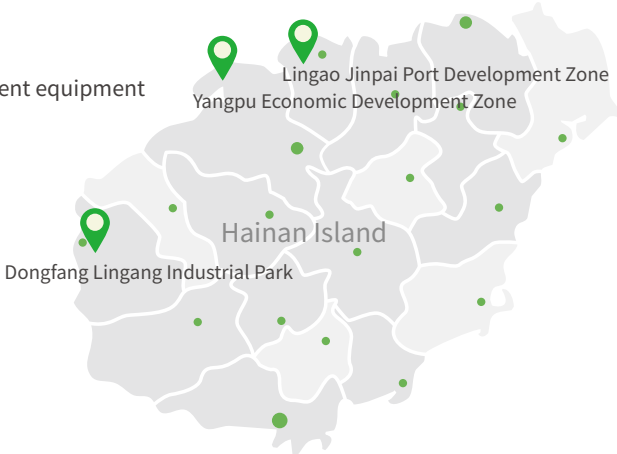 Lingao Jinpai Port Development Zone
ent equipment
Yangpu Economic Development Zone
Hainan Island
Dongfang Lingang Industrial Park